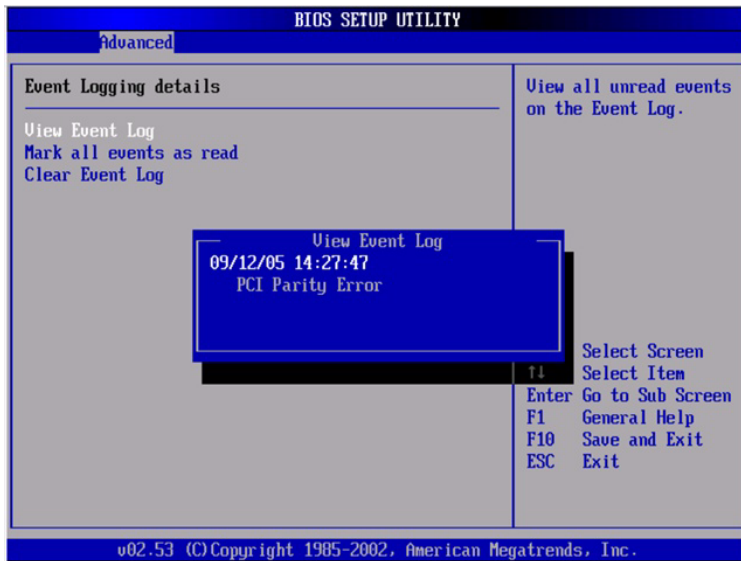 BIOS SETUP UTILITY
Advanced
Event Logging details
View Event Log
Mark all events as read
Clear Event Log
View all unread events
on the Event Log.
View Event Log
09/12/05 14:27:47
PCI Parity Error
Select Screen
↑↓ Select Item
Enter Go to Sub Screen
F1 General Help
F10 Save and Exit
ESC Exit
v02.53 (C)Copyright 1985-2002, American Megatrends, Inc.